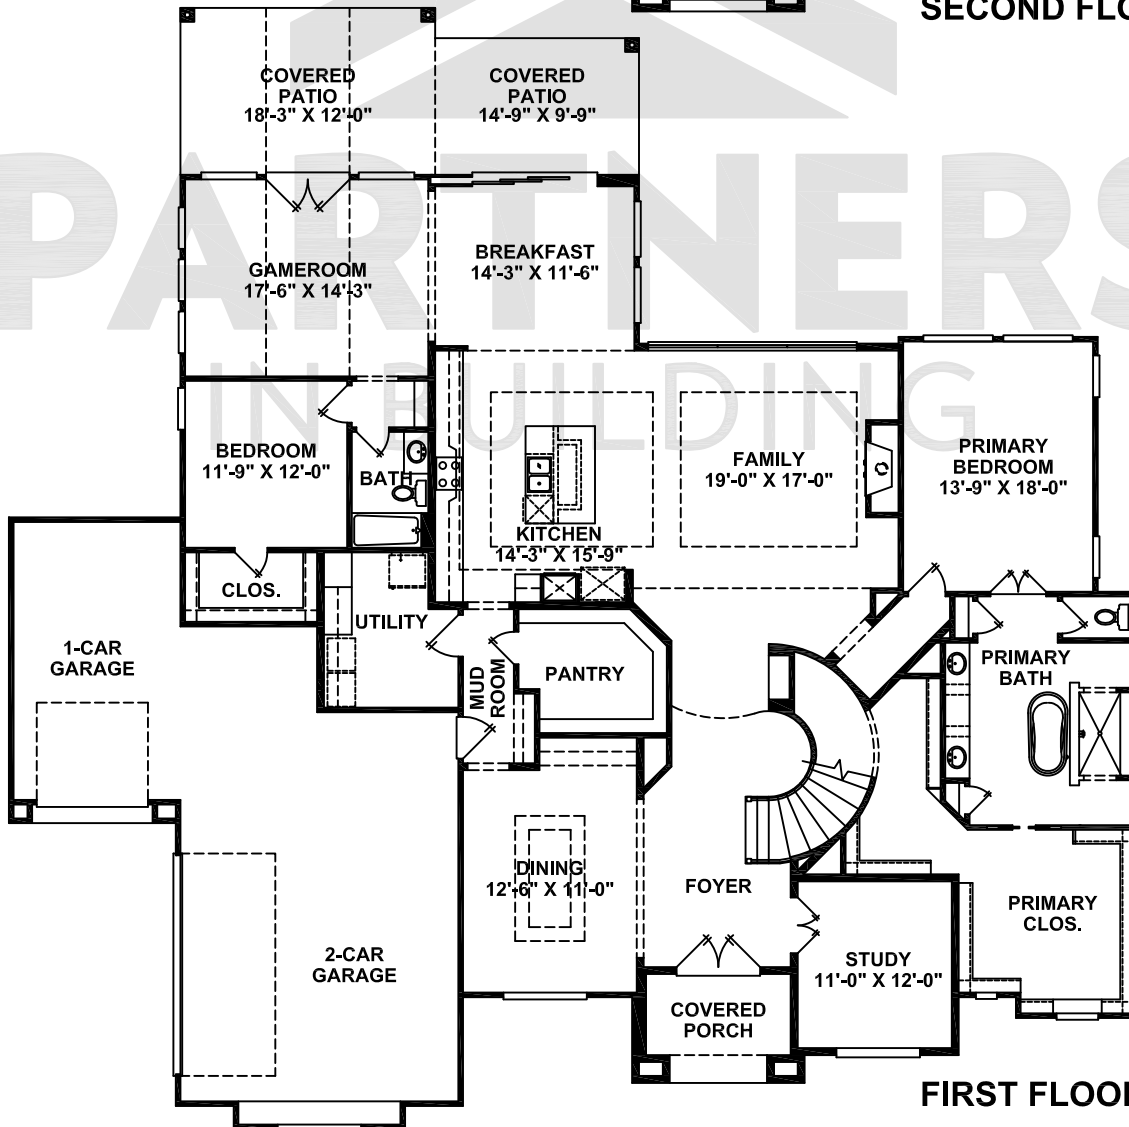 SECOND FLO
COVERED
PATIO
18'-3" X 12'-0"
COVERED
PATIO
14'-9" X 9'-9"
PARTNERS
IN BUILDING
GAMEROOM
17'-6" X 14'-3"
BREAKFAST
14'-3" X 11'-6"
BEDROOM
11'-9" X 12'-0"
BATH
FAMILY
19'-0" X 17'-0"
PRIMARY
BEDROOM
13'-9" X 18'-0"
KITCHEN
14'-3" X 15'-9"
CLOS.
UTILITY
1-CAR
GARAGE
MUD
ROOM
PANTRY
PRIMARY
BATH
DINING
12'-6" X 11'-0"
FOYER
PRIMARY
CLOS.
2-CAR
GARAGE
STUDY
11'-0" X 12'-0"
COVERED
PORCH
FIRST FLOO